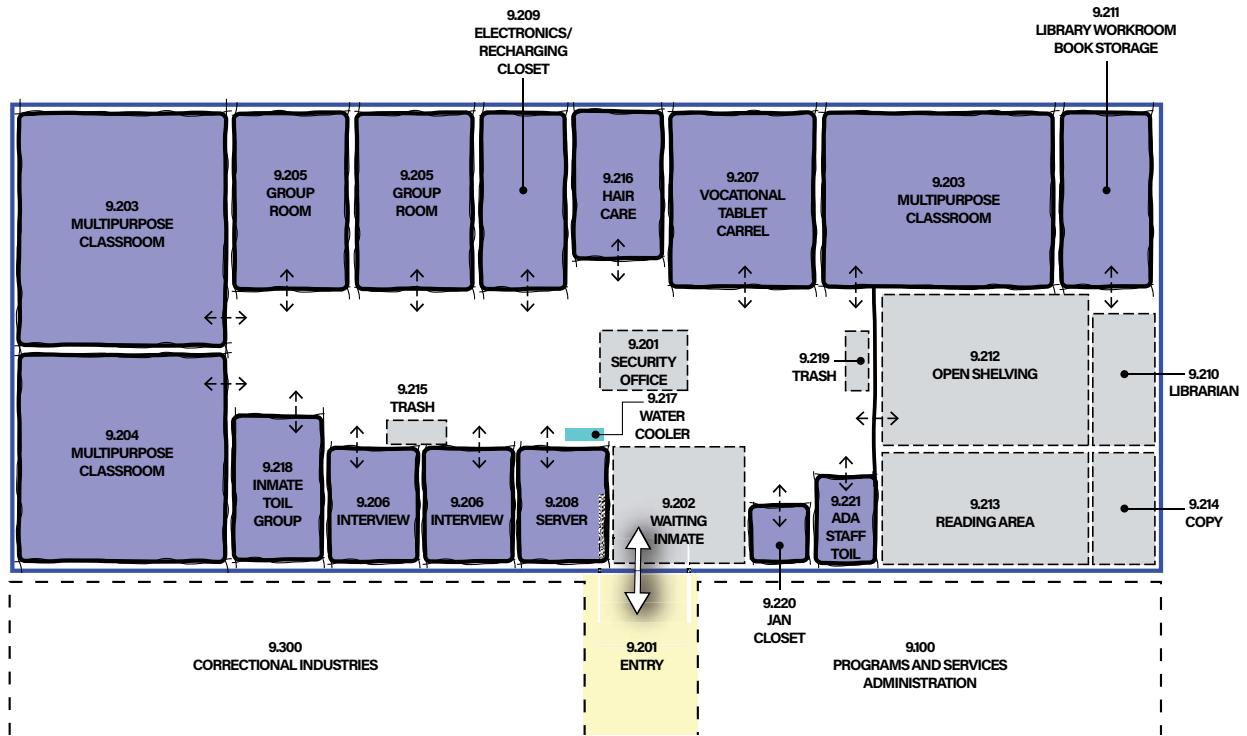 9.209
ELECTRONICS/
RECHARGING
CLOSET
9.211
LIBRARY WORKROOM
BOOK STORAGE
9.203
MULTIPURPOSE
CLASSROOM
9.205
GROUP
ROOM
9.205
GROUP
ROOM
9.216
HAIR
CARE
9.207
VOCATIONAL
TABLET
CARREL
9.203
MULTIPURPOSE
CLASSROOM
9.201
SECURITY
OFFICE
9.219
TRASH
9.212
OPEN SHELVING
9.210
LIBRARIAN
9.215
TRASH
9.217
WATER
COOLER
9.204
MULTIPURPOSE
CLASSROOM
9.218
INMATE
TOIL
GROUP
9.206
INTERVIEW
9.206
INTERVIEW
9.208
SERVER
9.202
WAITING
INMATE
9.221
ADA
STAFF
TOIL
9.213
READING AREA
9.214
COPY
9.220
JAN
CLOSET
9.300
CORRECTIONAL INDUSTRIES
9.201
ENTRY
9.100
PROGRAMS AND SERVICES
ADMINISTRATION